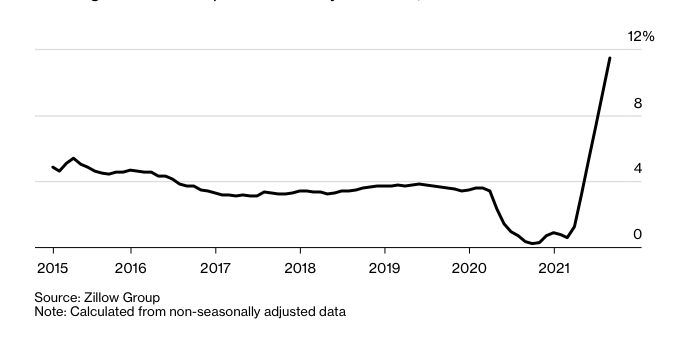 12%
8
4
0
2015 2016 2017 2018 2019 2020 2021
Source: Zillow Group
Note: Calculated from non-seasonally adjusted data